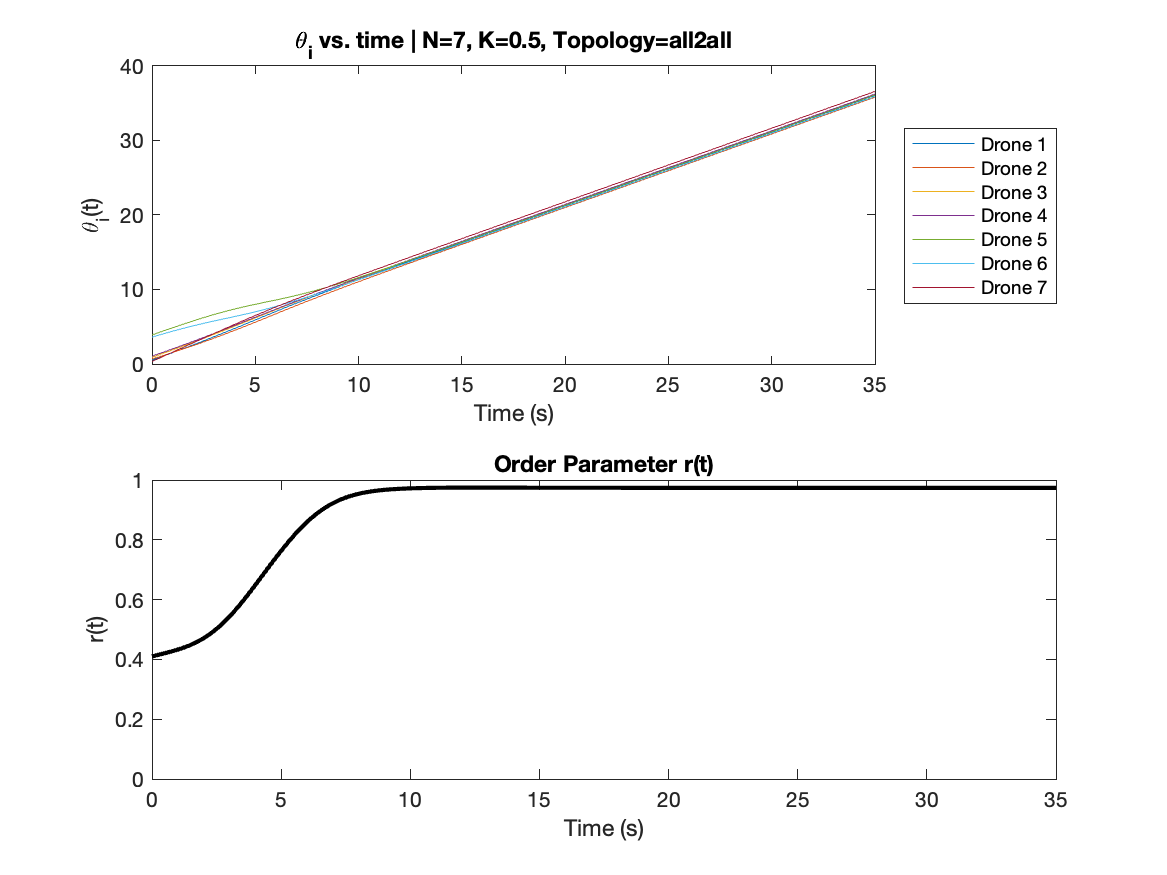 θi vs. time | N=7, K=0.5, Topology=all2all
40
30
20
10
0
θi(t)
0 5 10 15 20 25 30 35
Time (s)
Drone 1
Drone 2
Drone 3
Drone 4
Drone 5
Drone 6
Drone 7
Order Parameter r(t)
1
0.8
0.6
0.4
0.2
0
r(t)
0 5 10 15 20 25 30 35
Time (s)